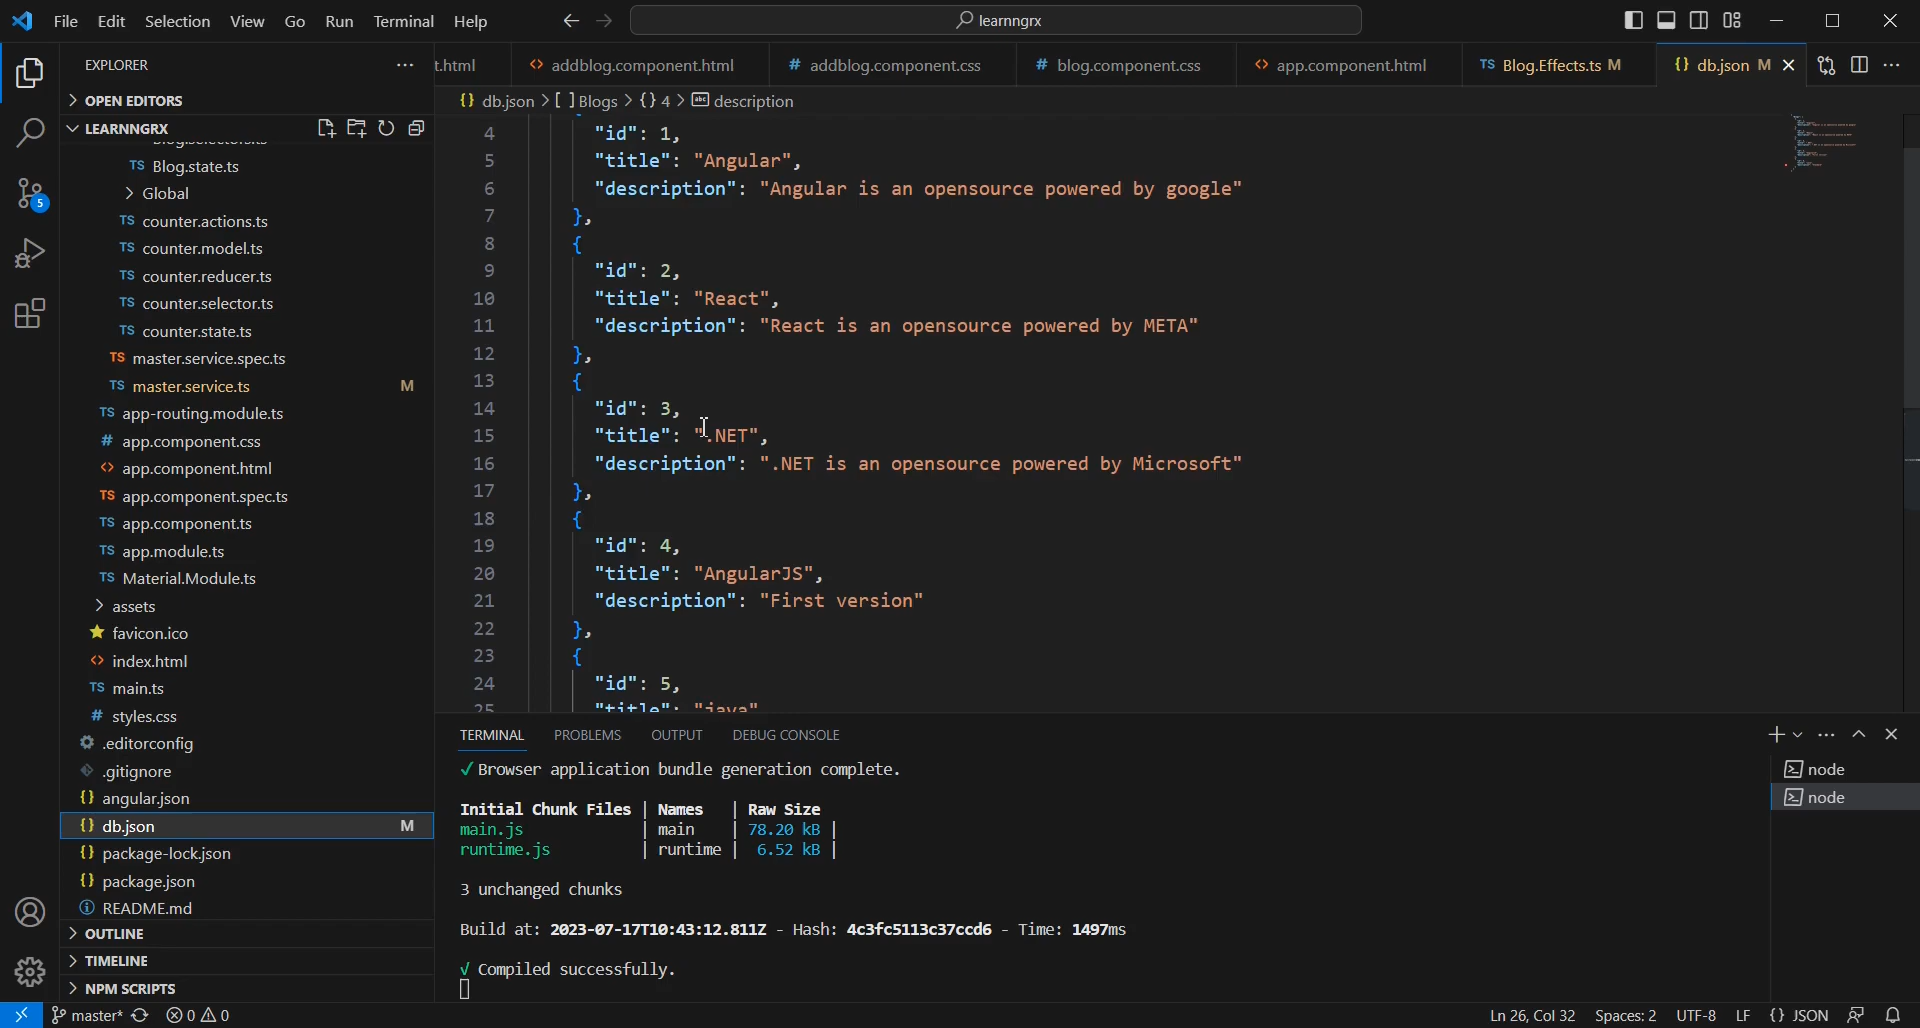 File Edit Selection View Go Run Terminal Help
learnngrx
EXPLORER
OPEN EDITORS
LEARNNGRX
Blog.state.ts
Global
counter.actions.ts
counter.model.ts
counter.reducer.ts
counter.selector.ts
counter.state.ts
master.service.spec.ts
master.service.ts M
app-routing.module.ts
app.component.css
app.component.html
app.component.spec.ts
app.component.ts
app.module.ts
Material.Module.ts
assets
favicon.ico
index.html
main.ts
styles.css
.editorconfig
.gitignore
angular.json
db.json M
package-lock.json
package.json
README.md
OUTLINE
TIMELINE
NPM SCRIPTS
5
t.html addblog.component.html addblog.component.css blog.component.css app.component.html Blog.Effects.ts M db.json M
db.json > [ ] Blogs > {} 4 > description
4 "id": 1,
5 "title": "Angular",
6 "description": "Angular is an opensource powered by google"
7 },
8 {
9 "id": 2,
10 "title": "React",
11 "description": "React is an opensource powered by META"
12 },
13 {
14 "id": 3,
15 "title": ".NET",
16 "description": ".NET is an opensource powered by Microsoft"
17 },
18 {
19 "id": 4,
20 "title": "AngularJS",
21 "description": "First version"
22 },
23 {
24 "id": 5,
25 "title": "java"
TERMINAL PROBLEMS OUTPUT DEBUG CONSOLE
√ Browser application bundle generation complete.
Initial Chunk Files | Names | Raw Size
main.js | main | 78.20 kB |
runtime.js | runtime | 6.52 kB |
3 unchanged chunks
Build at: 2023-07-17T10:43:12.811Z - Hash: 4c3fc5113c37ccd6 - Time: 1497ms
√ Compiled successfully.
node
node
master* 0 0 Ln 26, Col 32 Spaces: 2 UTF-8 LF {} JSON